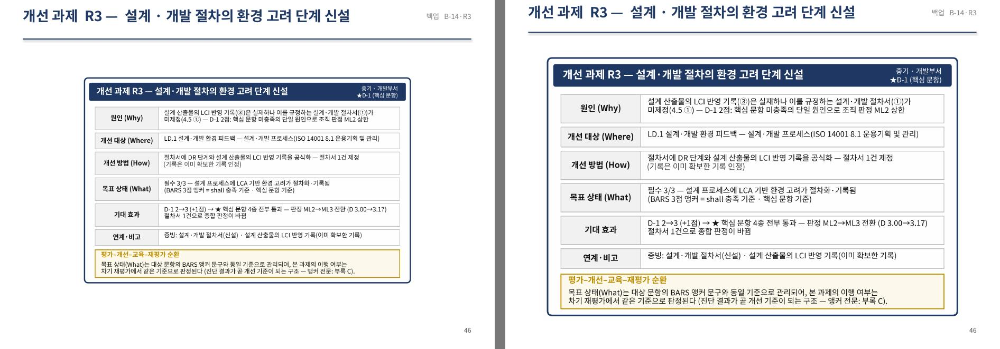 개선 과제 R3 — 설계 · 개발 절차의 환경 고려 단계 신설
백업 B-14·R3
개선 과제 R3 — 설계·개발 절차의 환경 고려 단계 신설
중기 · 개발부서
★D-1 (핵심 문항)
원인 (Why)
설계 산출물의 LCI 반영 기록(③)은 실재하나 이를 규정하는 설계·개발 절차서(①)가
미제정(4.5 ①) — D-1 2점: 핵심 문항 미충족의 단일 원인으로 조직 판정 ML2 상한
개선 대상 (Where)
LD.1 설계·개발 환경 피드백 — 설계·개발 프로세스(ISO 14001 8.1 운용기획 및 관리)
개선 방법 (How)
절차서에 DR 단계와 설계 산출물의 LCI 반영 기록을 공식화 — 절차서 1건 제정
(기록은 이미 확보한 기록 인정)
목표 상태 (What)
필수 3/3 — 설계 프로세스에 LCA 기반 환경 고려가 절차화·기록됨
(BARS 3점 앵커 = shall 충족 기준 · 핵심 문항 기준)
기대 효과
D-1 2→3 (+1점) → ★ 핵심 문항 4종 전부 통과 — 판정 ML2→ML3 전환 (D 3.00→3.17)
절차서 1건으로 종합 판정이 바뀜
연계·비고
증빙: 설계·개발 절차서(신설) · 설계 산출물의 LCI 반영 기록(이미 확보한 기록)
평가–개선–교육–재평가 순환
목표 상태(What)는 대상 문항의 BARS 앵커 문구와 동일 기준으로 관리되어, 본 과제의 이행 여부는
차기 재평가에서 같은 기준으로 판정된다 (진단 결과가 곧 개선 기준이 되는 구조 — 앵커 전문: 부록 C).
46
개선 과제 R3 — 설계 · 개발 절차의 환경 고려 단계 신설
백업 B-14·R3
개선 과제 R3 — 설계·개발 절차의 환경 고려 단계 신설
중기 · 개발부서
★D-1 (핵심 문항)
원인 (Why)
설계 산출물의 LCI 반영 기록(③)은 실재하나 이를 규정하는 설계·개발 절차서(①)가
미제정(4.5 ①) — D-1 2점: 핵심 문항 미충족의 단일 원인으로 조직 판정 ML2 상한
개선 대상 (Where)
LD.1 설계·개발 환경 피드백 — 설계·개발 프로세스(ISO 14001 8.1 운용기획 및 관리)
개선 방법 (How)
절차서에 DR 단계와 설계 산출물의 LCI 반영 기록을 공식화 — 절차서 1건 제정
(기록은 이미 확보한 기록 인정)
목표 상태 (What)
필수 3/3 — 설계 프로세스에 LCA 기반 환경 고려가 절차화·기록됨
(BARS 3점 앵커 = shall 충족 기준 · 핵심 문항 기준)
기대 효과
D-1 2→3 (+1점) → ★ 핵심 문항 4종 전부 통과 — 판정 ML2→ML3 전환 (D 3.00→3.17)
절차서 1건으로 종합 판정이 바뀜
연계·비고
증빙: 설계·개발 절차서(신설) · 설계 산출물의 LCI 반영 기록(이미 확보한 기록)
평가–개선–교육–재평가 순환
목표 상태(What)는 대상 문항의 BARS 앵커 문구와 동일 기준으로 관리되어, 본 과제의 이행 여부는
차기 재평가에서 같은 기준으로 판정된다 (진단 결과가 곧 개선 기준이 되는 구조 — 앵커 전문: 부록 C).
46